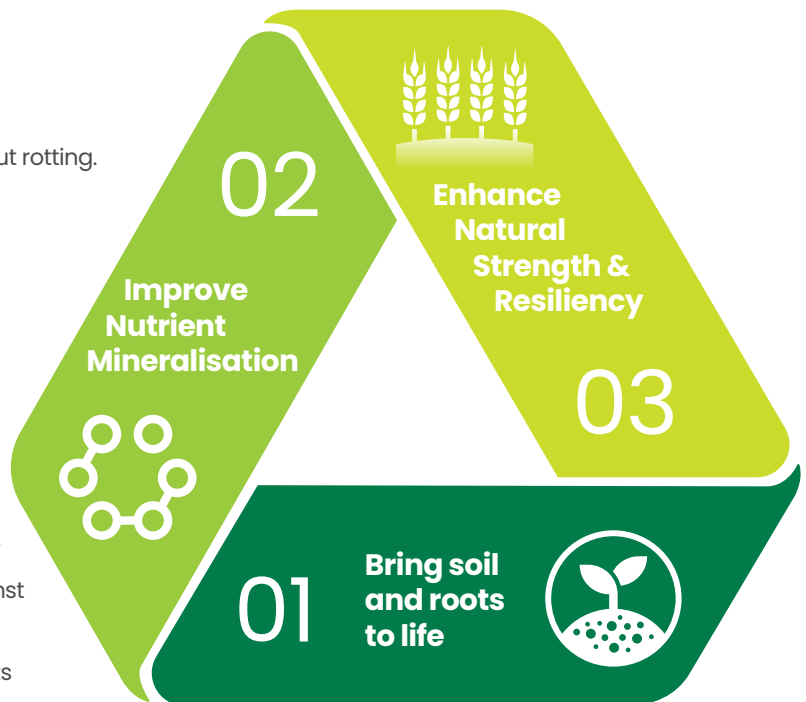 ut rotting.
02
Improve
Nutrient
Mineralisation
Enhance
Natural
Strength &
Resiliency
03
nst
ts
01
Bring soil
and roots
to life